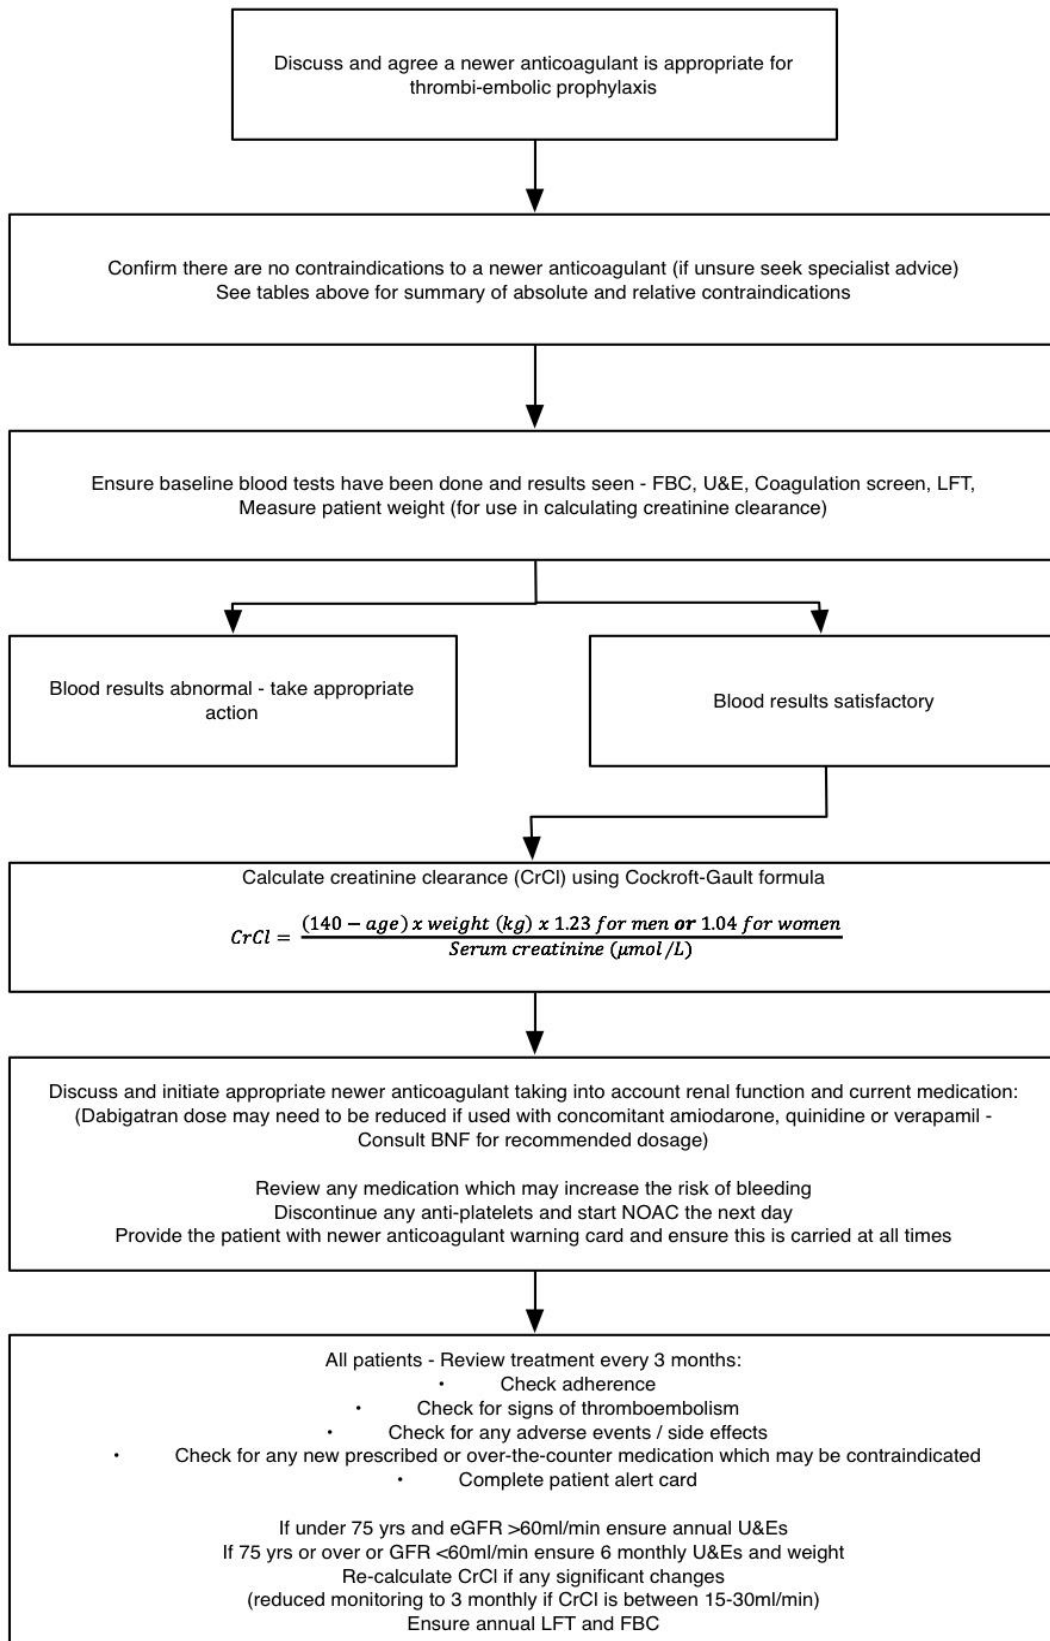 Discuss and agree a newer anticoagulant is appropriate for
thrombi-embolic prophylaxis
Confirm there are no contraindications to a newer anticoagulant (if unsure seek specialist advice)
See tables above for summary of absolute and relative contraindications
Ensure baseline blood tests have been done and results seen - FBC, U&E, Coagulation screen, LFT,
Measure patient weight (for use in calculating creatinine clearance)
Blood results abnormal - take appropriate
action
Blood results satisfactory
Calculate creatinine clearance (CrCl) using Cockroft-Gault formula
CrCl = (140 − age) x weight (kg) x 1.23 for men or 1.04 for women
Serum creatinine (μmol/L)
Discuss and initiate appropriate newer anticoagulant taking into account renal function and current medication:
(Dabigatran dose may need to be reduced if used with concomitant amiodarone, quinidine or verapamil -
Consult BNF for recommended dosage)
Review any medication which may increase the risk of bleeding
Discontinue any anti-platelets and start NOAC the next day
Provide the patient with newer anticoagulant warning card and ensure this is carried at all times
All patients - Review treatment every 3 months:
• Check adherence
• Check for signs of thromboembolism
• Check for any adverse events / side effects
• Check for any new prescribed or over-the-counter medication which may be contraindicated
• Complete patient alert card
If under 75 yrs and eGFR >60ml/min ensure annual U&Es
If 75 yrs or over or GFR <60ml/min ensure 6 monthly U&Es and weight
Re-calculate CrCl if any significant changes
(reduced monitoring to 3 monthly if CrCl is between 15-30ml/min)
Ensure annual LFT and FBC